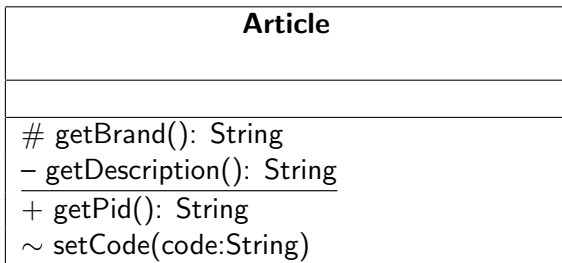 Article
# getBrand(): String
– getDescription(): String
+ getPid(): String
∼ setCode(code:String)